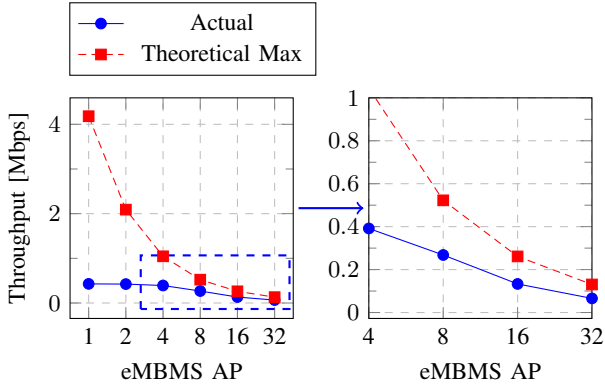 Actual
Theoretical Max
Throughput [Mbps]
4
2
0
1 2 4 8 16 32
eMBMS AP
1
0.8
0.6
0.4
0.2
0
4 8 16 32
eMBMS AP